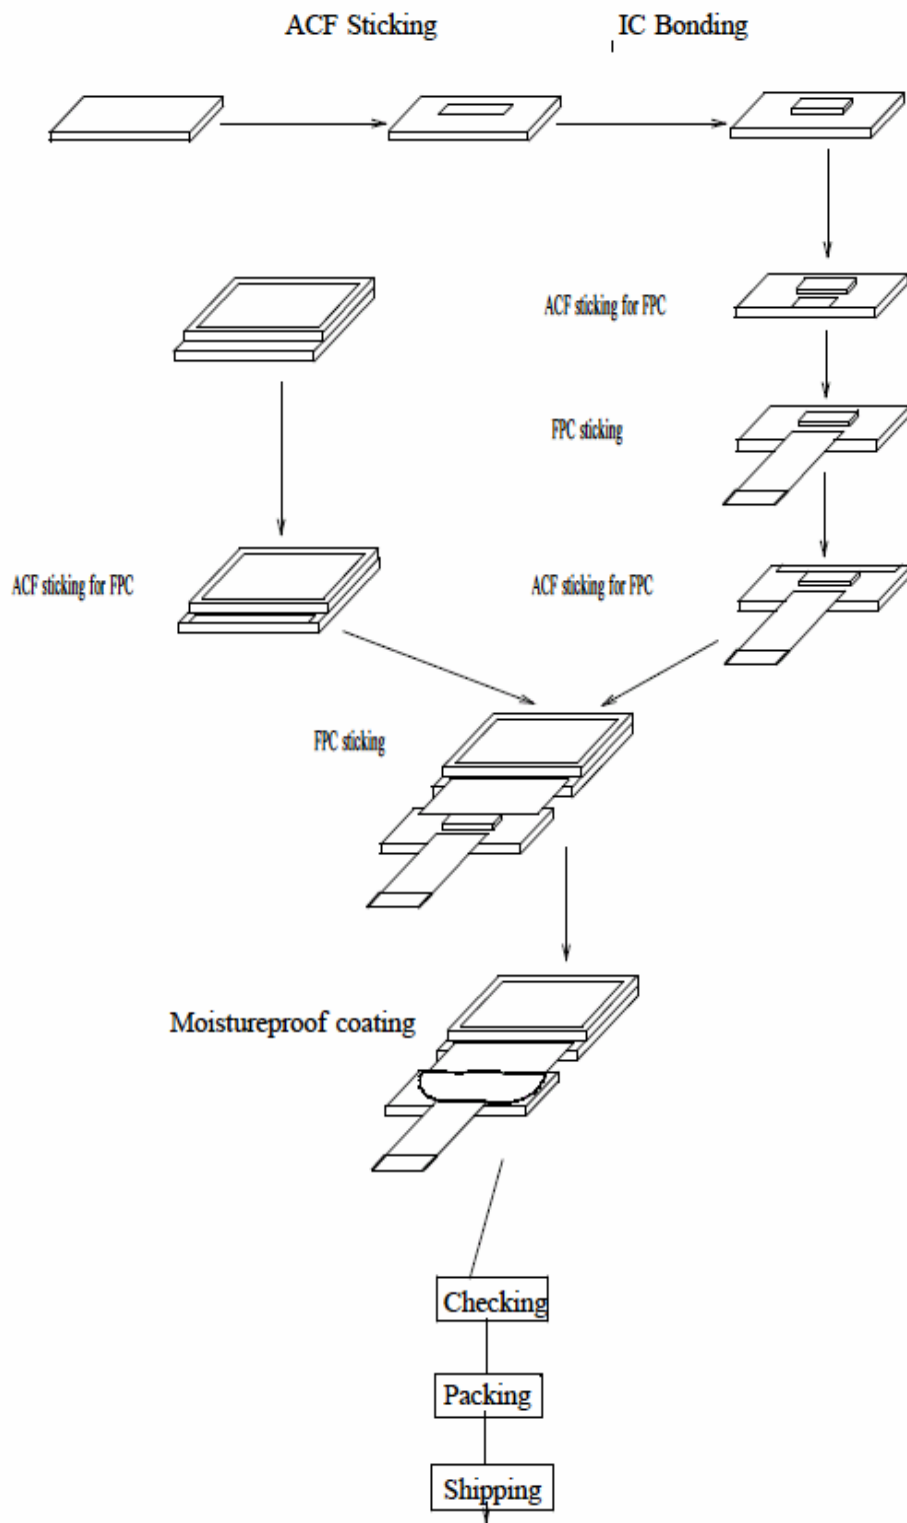 ACF Sticking
IC Bonding
ACF sticking for FPC
FPC sticking
ACF sticking for FPC
ACF sticking for FPC
FPC sticking
Moistureproof coating
Checking
Packing
Shipping